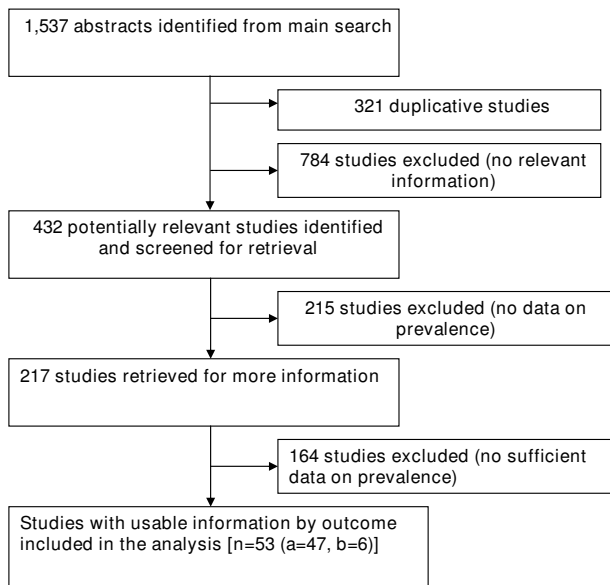 1,537 abstracts identified from main search
321 duplicative studies
784 studies excluded (no relevant
information)
432 potentially relevant studies identified
and screened for retrieval
215 studies excluded (no data on
prevalence)
217 studies retrieved for more information
164 studies excluded (no sufficient
data on prevalence)
Studies with usable information by outcome
included in the analysis [n=53 (a=47, b=6)]